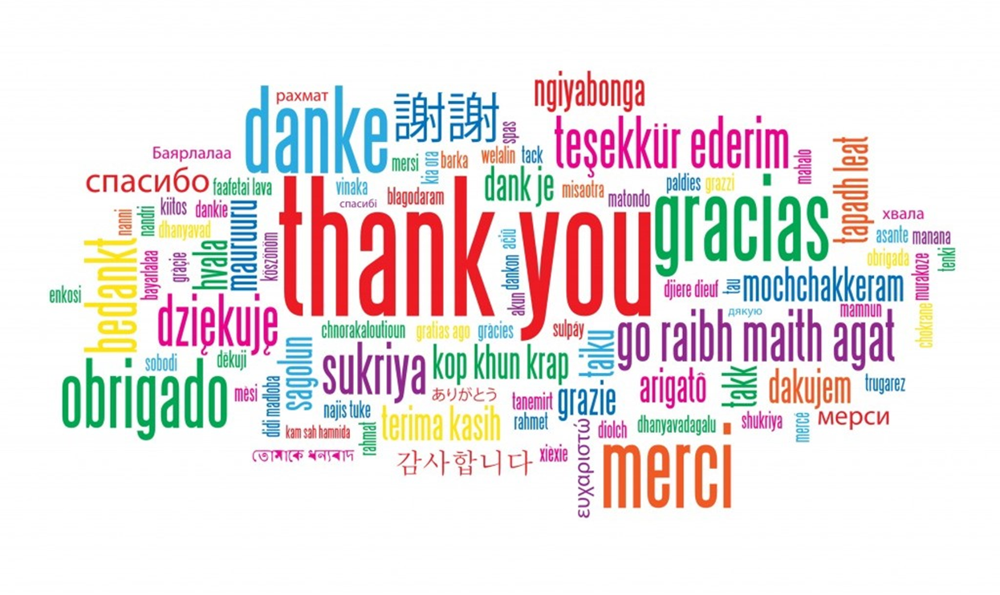 ngiyabonga
рахмат
danke
謝謝
teşekkür ederim
spas
Баярлалаа
mersi
kia ora
barka
welalin
tack
mahalo
tapadh leat
спасибо
faafetai lava
vinaka
blagodaram
dank je
misaotra
paldies
grazzi
matondo
спасибі
thank you
gracias
nanni
nandri
kiitos
dankie
mauruuru
dhanyavad
хвала
asante
manana
köszönöm
ačiū
obrigada
tenki
bedankt
bayarlalaa
gràcie
hvala
dankon
akun
murakoze
enkosi
djiere dieuf
tau
mochchakkeram
mamnun
дякую
chokrane
dziękuję
chnorakaloutioun
gratias ago
gràcies
sulpáy
go raibh maith agat
sobodi
děkuji
sagolun
sukriya
kop khun krap
taiku
obrigado
mèsi
didi madloba
ありがとう
tanemirt
grazie
arigatô
takk
dakujem
trugarez
najis tuke
terima kasih
rahmet
kam sah hamnida
rahmat
ευχαριστώ
diolch
dhanyavadagalu
shukriya
merce
мерси
তোমাকে ধন্যবাদ
감사합니다
xièxie
merci